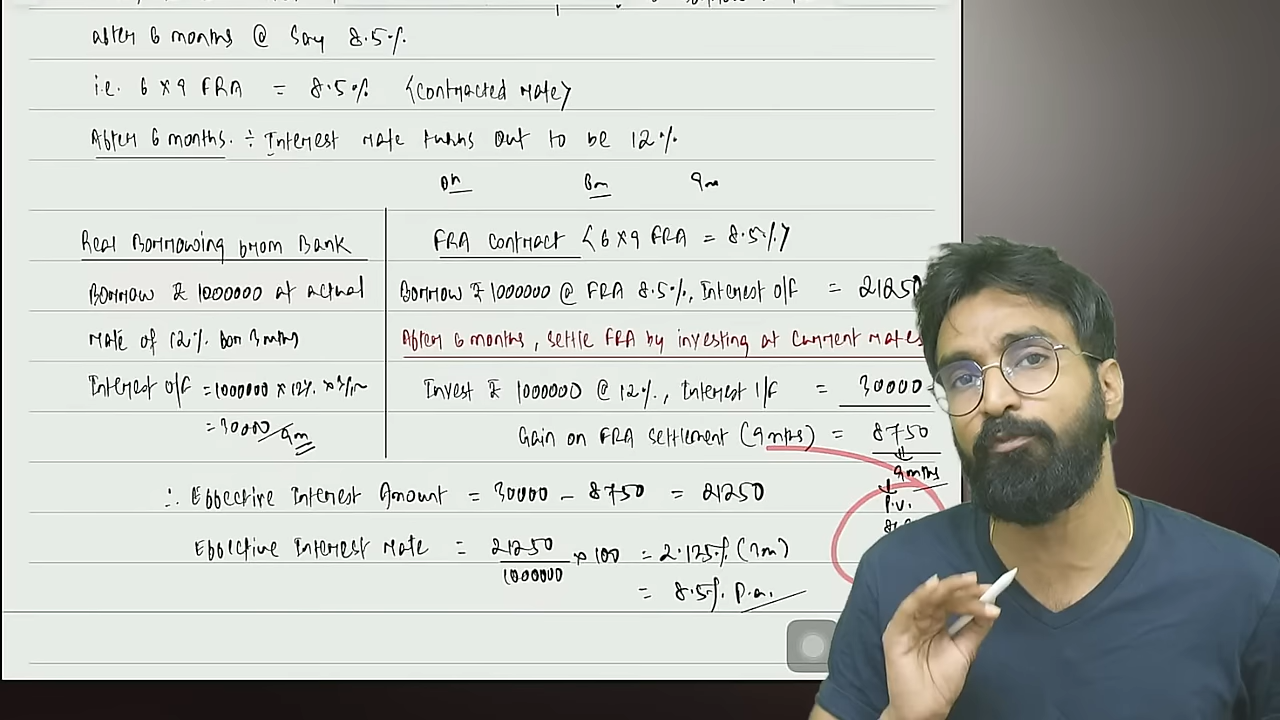 after 6 months @ Say 8.5%
i.e. 6 x 9 FRA = 8.5% {Contracted rate}
After 6 months. ÷ Interest rate turns out to be 12%
0m 6m 9m
Real Borrowing from Bank
Borrow ₹ 1000000 at actual
rate of 12% for 3 mnths
Interest o/f = 1000000 x 12% x 3/12
= 30000/9m
FRA Contract {6x9 FRA = 8.5%}
Borrow ₹ 1000000 @ FRA 8.5%, Interest o/f = 21250
After 6 months, settle FRA by investing at current rates
Invest ₹ 1000000 @ 12%, Interest I/F = 30000
Gain on FRA Settlement (9mths) = 8750
9mths
P.V.
∴ Effective Interest Amount = 30000 - 8750 = 21250
Effective Interest Rate = 21250/1000000 x 100 = 2.125% (3m)
= 8.5% p.a.